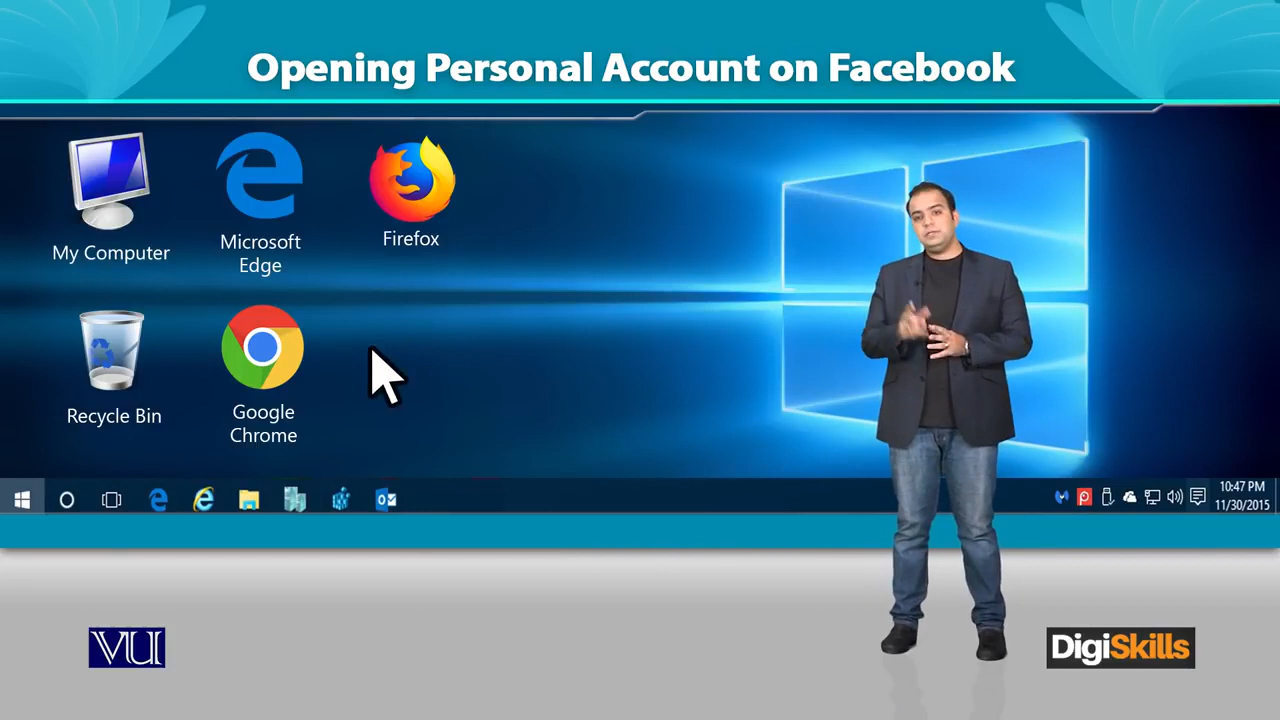 Opening Personal Account on Facebook
My Computer
Microsoft
Edge
Firefox
Recycle Bin
Google
Chrome
10:47 PM
11/30/2015
VU
DigiSkills